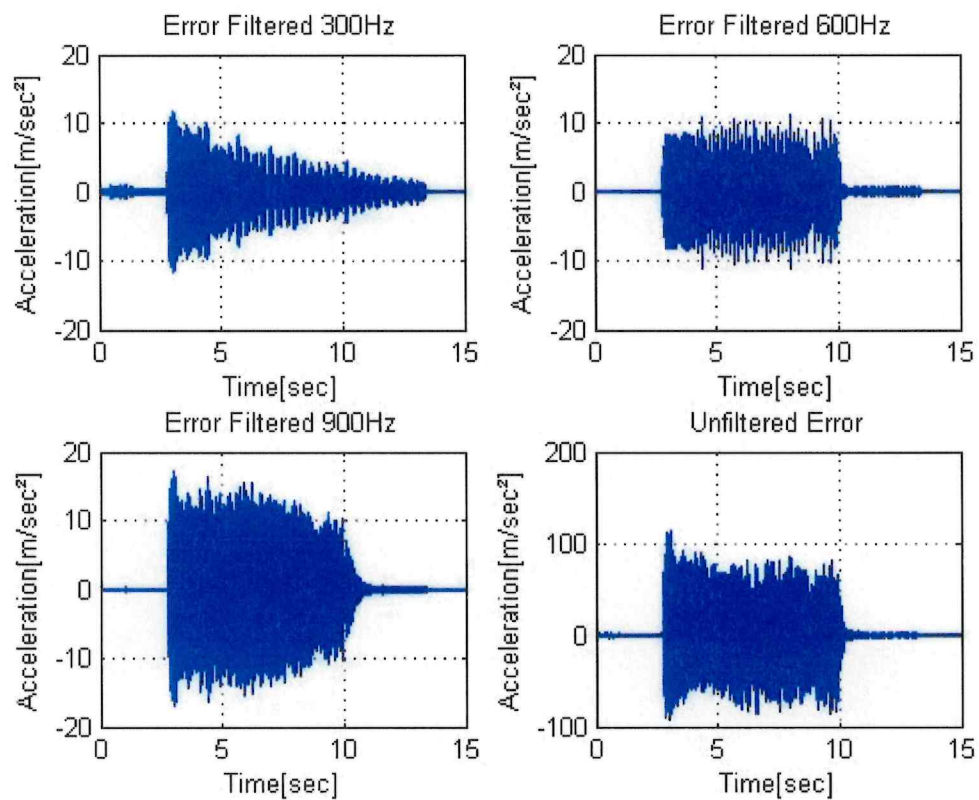 Error Filtered 300Hz
20
10
0
-10
-20
Acceleration[m/sec²]
0 5 10 15
Time[sec]
Error Filtered 600Hz
20
10
0
-10
-20
Acceleration[m/sec²]
0 5 10 15
Time[sec]
Error Filtered 900Hz
20
10
0
-10
-20
Acceleration[m/sec²]
0 5 10 15
Time[sec]
Unfiltered Error
200
100
0
-100
Acceleration[m/sec²]
0 5 10 15
Time[sec]